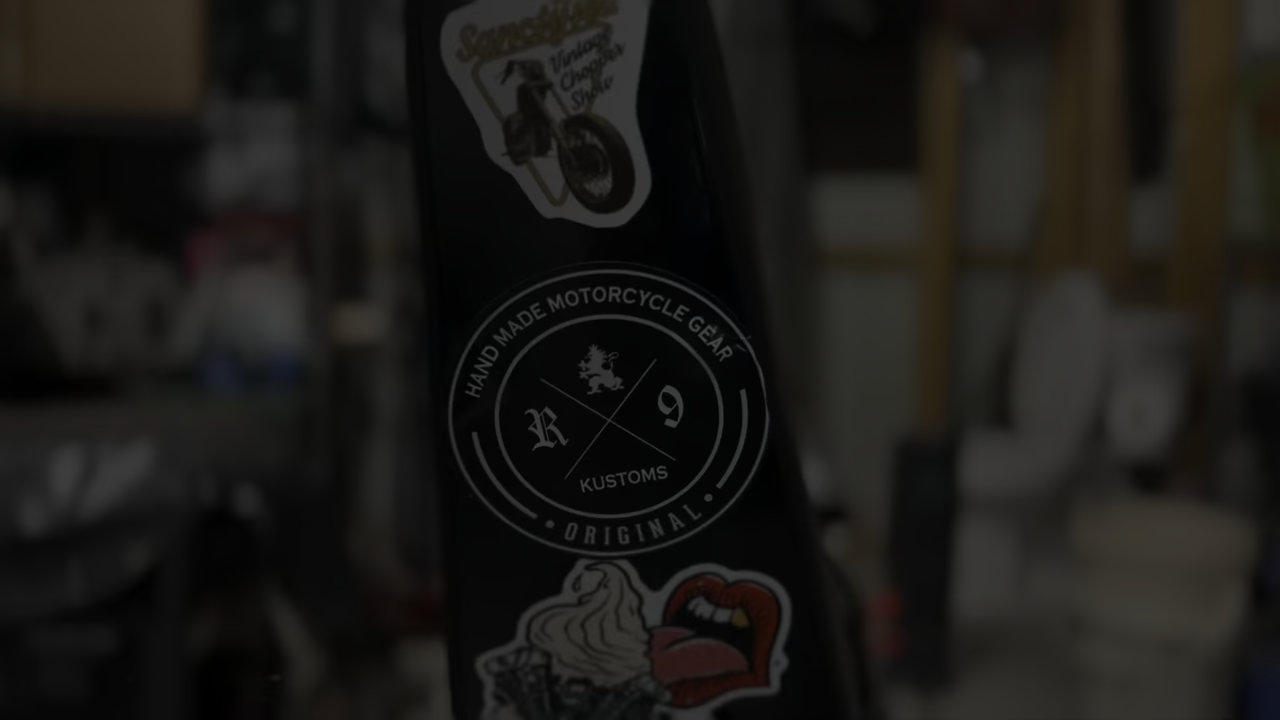 Vintage
Chopper
Show
HAND MADE MOTORCYCLE GEAR
R 9
KUSTOMS
• ORIGINAL •